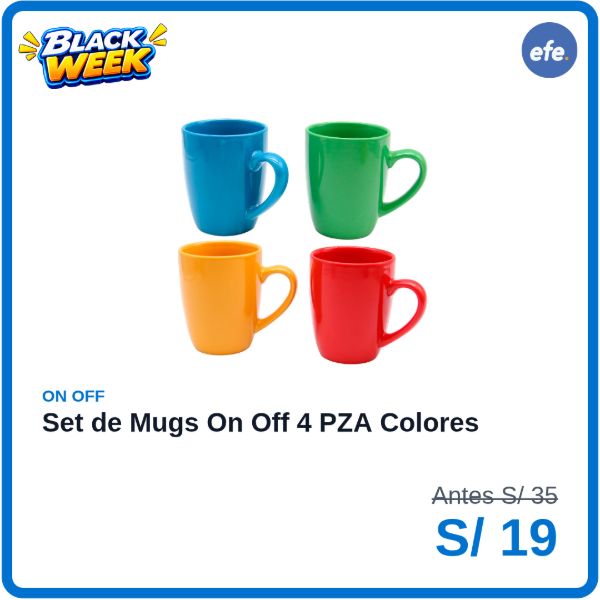 BLACK
WEEK
efe.
ON OFF
Set de Mugs On Off 4 PZA Colores
Antes S/ 35
S/ 19